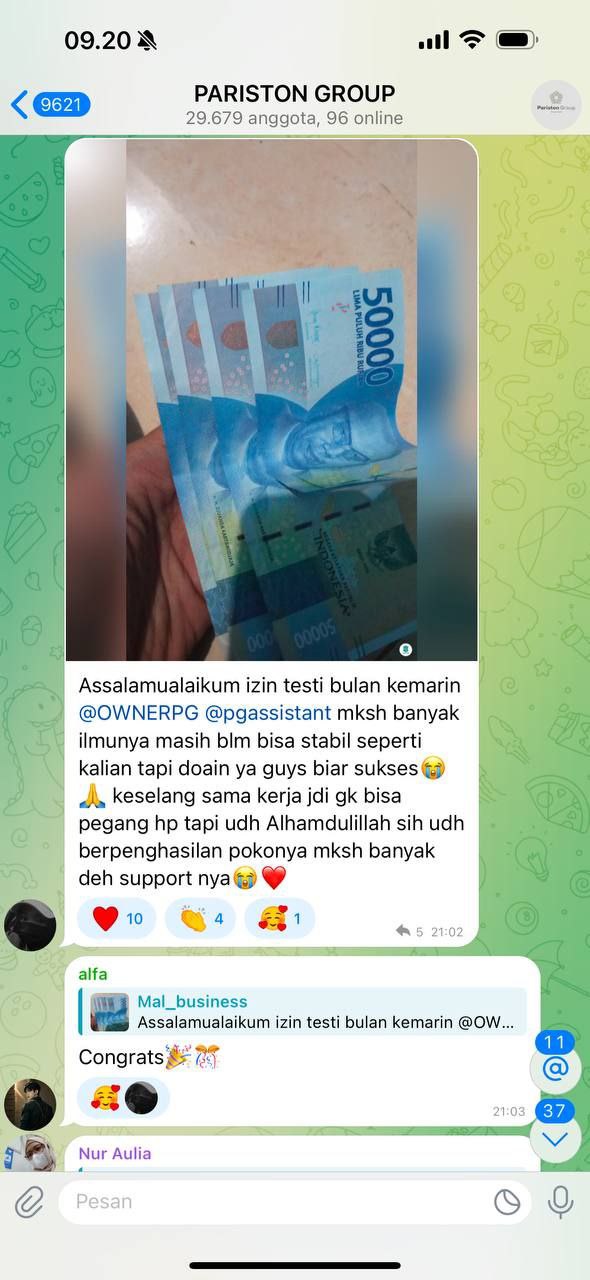 09.20
9621
PARISTON GROUP
29.679 anggota, 96 online
Pariston Group
50000
LIMA PULUH RIBU RUPIAH
50000
Assalamualaikum izin testi bulan kemarin
@OWNERPG @pgassistant mksh banyak
ilmunya masih blm bisa stabil seperti
kalian tapi doain ya guys biar sukses😭
🙏 keselang sama kerja jdi gk bisa
pegang hp tapi udh Alhamdulillah sih udh
berpenghasilan pokonya mksh banyak
deh support nya😭❤️
❤️ 10 👏 4 🥰 1
5 21:02
alfa
Mal_business
Assalamualaikum izin testi bulan kemarin @OW...
Congrats🎉🎊
🥰
21:03
11
@
37
Nur Aulia
Pesan